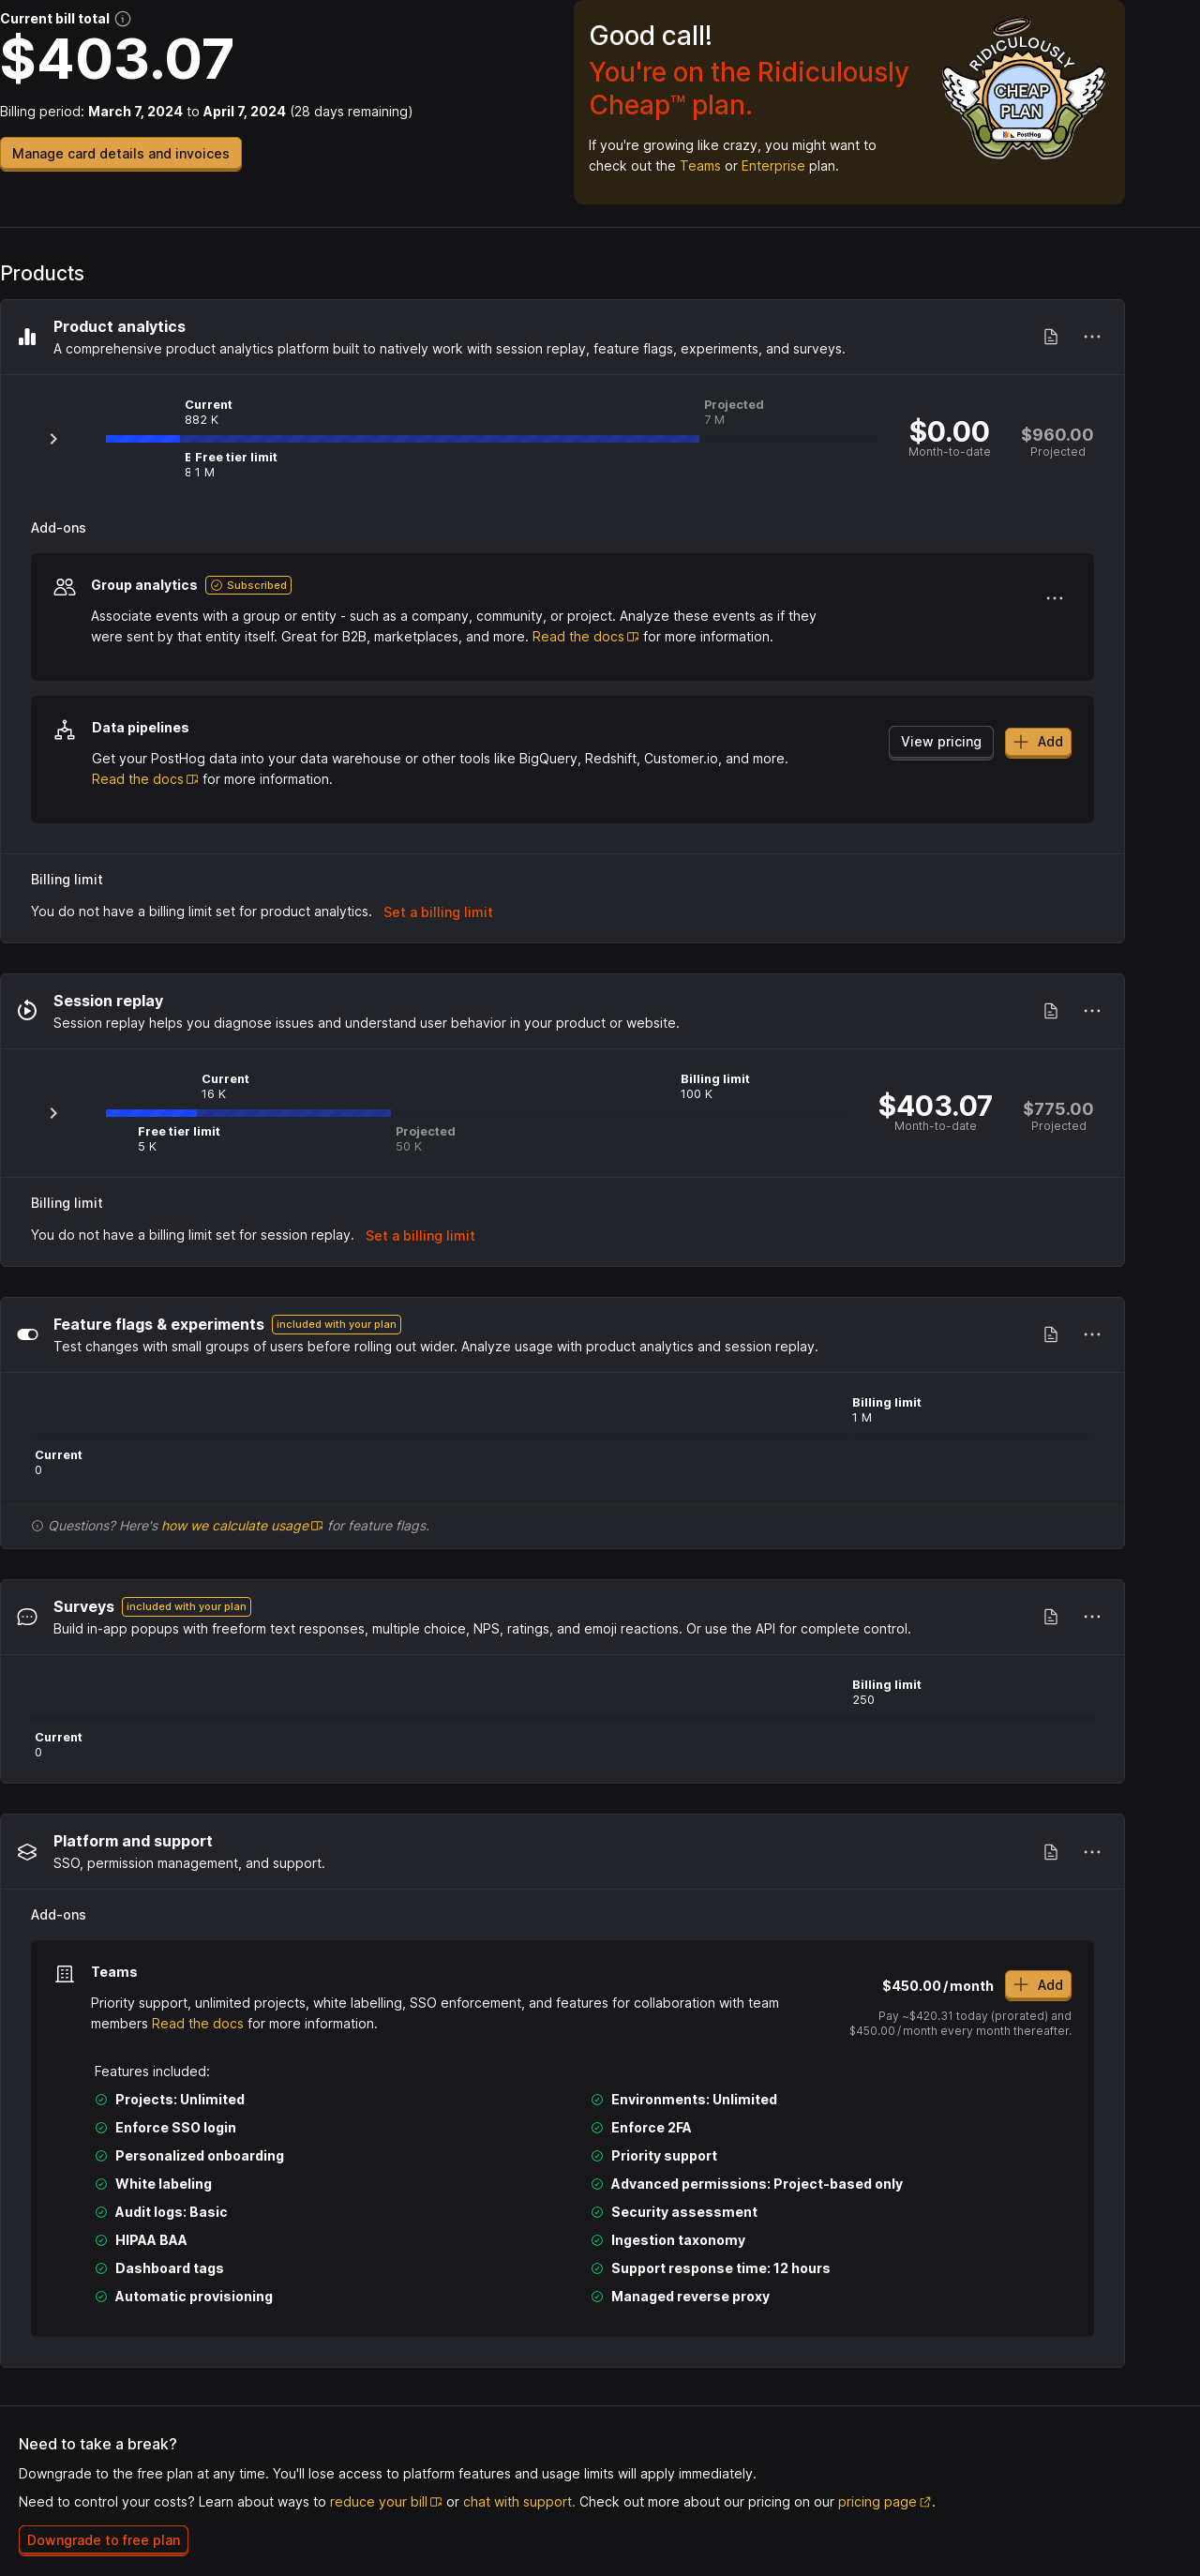 Current bill total
$403.07
Billing period: March 7, 2024 to April 7, 2024 (28 days remaining)
Manage card details and invoices
Good call!
You're on the Ridiculously
Cheap™ plan.
If you're growing like crazy, you might want to
check out the Teams or Enterprise plan.
RIDICULOUSLY
CHEAP
PLAN
PostHog
Products
Product analytics
A comprehensive product analytics platform built to natively work with session replay, feature flags, experiments, and surveys.
Current
882 K
Projected
7 M
Free tier limit
1 M
$0.00
Month-to-date
$960.00
Projected
Add-ons
Group analytics
Subscribed
Associate events with a group or entity - such as a company, community, or project. Analyze these events as if they
were sent by that entity itself. Great for B2B, marketplaces, and more. Read the docs for more information.
Data pipelines
Get your PostHog data into your data warehouse or other tools like BigQuery, Redshift, Customer.io, and more.
Read the docs for more information.
View pricing
Add
Billing limit
You do not have a billing limit set for product analytics. Set a billing limit
Session replay
Session replay helps you diagnose issues and understand user behavior in your product or website.
Current
16 K
Billing limit
100 K
Free tier limit
5 K
Projected
50 K
$403.07
Month-to-date
$775.00
Projected
Billing limit
You do not have a billing limit set for session replay. Set a billing limit
Feature flags & experiments
included with your plan
Test changes with small groups of users before rolling out wider. Analyze usage with product analytics and session replay.
Billing limit
1 M
Current
0
Questions? Here's how we calculate usage for feature flags.
Surveys
included with your plan
Build in-app popups with freeform text responses, multiple choice, NPS, ratings, and emoji reactions. Or use the API for complete control.
Billing limit
250
Current
0
Platform and support
SSO, permission management, and support.
Add-ons
Teams
Priority support, unlimited projects, white labelling, SSO enforcement, and features for collaboration with team
members Read the docs for more information.
$450.00/month
Add
Pay ~$420.31 today (prorated) and
$450.00/month every month thereafter.
Features included:
Projects: Unlimited
Environments: Unlimited
Enforce SSO login
Enforce 2FA
Personalized onboarding
Priority support
White labeling
Advanced permissions: Project-based only
Audit logs: Basic
Security assessment
HIPAA BAA
Ingestion taxonomy
Dashboard tags
Support response time: 12 hours
Automatic provisioning
Managed reverse proxy
Need to take a break?
Downgrade to the free plan at any time. You'll lose access to platform features and usage limits will apply immediately.
Need to control your costs? Learn about ways to reduce your bill or chat with support. Check out more about our pricing on our pricing page.
Downgrade to free plan